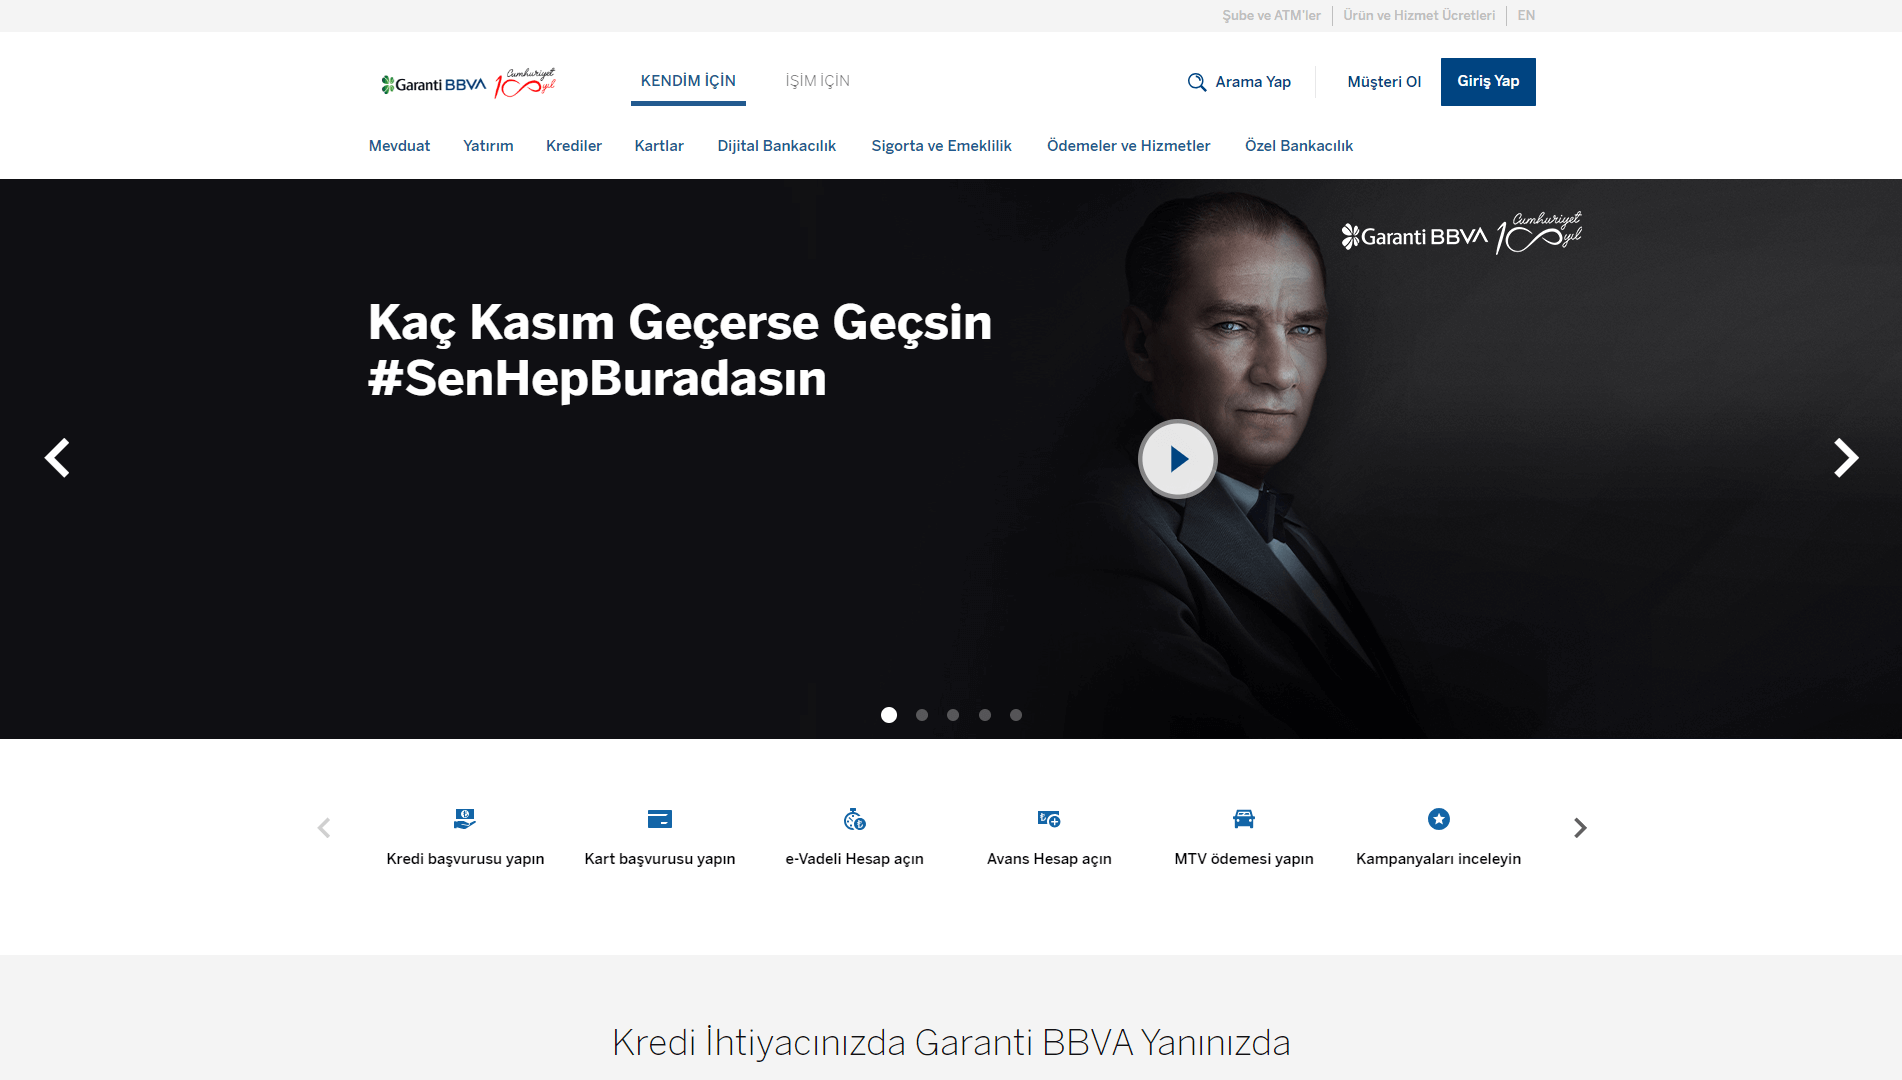 Şube ve ATM'ler
Ürün ve Hizmet Ücretleri
EN
Garanti BBVA
Cumhuriyet
100
yıl
KENDİM İÇİN
İŞİM İÇİN
Arama Yap
Müşteri Ol
Giriş Yap
Mevduat
Yatırım
Krediler
Kartlar
Dijital Bankacılık
Sigorta ve Emeklilik
Ödemeler ve Hizmetler
Özel Bankacılık
Garanti BBVA
Cumhuriyet
100
yıl
Kaç Kasım Geçerse Geçsin
#SenHepBuradasın
Kredi başvurusu yapın
Kart başvurusu yapın
e-Vadeli Hesap açın
Avans Hesap açın
MTV ödemesi yapın
Kampanyaları inceleyin
Kredi İhtiyacınızda Garanti BBVA Yanınızda